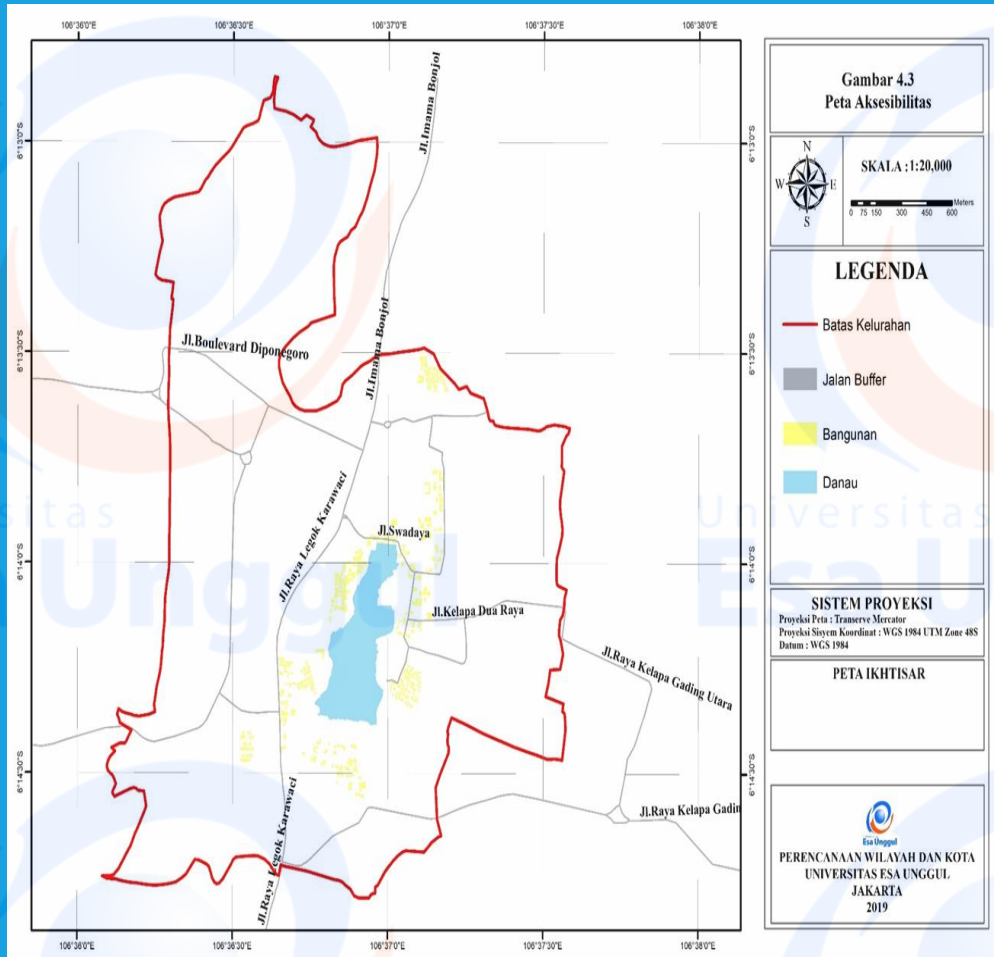 106°36'0"E
106°36'30"E
106°37'0"E
106°37'30"E
106°38'0"E
6°13'0"S
6°13'30"S
6°14'0"S
6°14'30"S
6°13'0"S
6°13'30"S
6°14'0"S
6°14'30"S
Jl.Imama Bonjol
Jl.Imama Bonjol
Jl.Boulevard Diponegoro
Jl.Raya Legok Karawaci
Jl.Swadaya
Jl.Kelapa Dua Raya
Jl.Raya Kelapa Gading Utara
Jl.Raya Kelapa Gadin
Jl.Raya Legok Karawaci
106°36'0"E
106°36'30"E
106°37'0"E
106°37'30"E
106°38'0"E
Gambar 4.3
Peta Aksesibilitas
N
W E
S
SKALA : 1:20,000
Meters
0 75 150 300 450 600
LEGENDA
Batas Kelurahan
Jalan Buffer
Bangunan
Danau
SISTEM PROYEKSI
Proyeksi Peta : Transerve Mercator
Proyeksi Sisyem Koordinat : WGS 1984 UTM Zone 48S
Datum : WGS 1984
PETA IKHTISAR
Esa Unggul
PERENCANAAN WILAYAH DAN KOTA
UNIVERSITAS ESA UNGGUL
JAKARTA
2019
sitas
Unggul
Universitas
Esa U